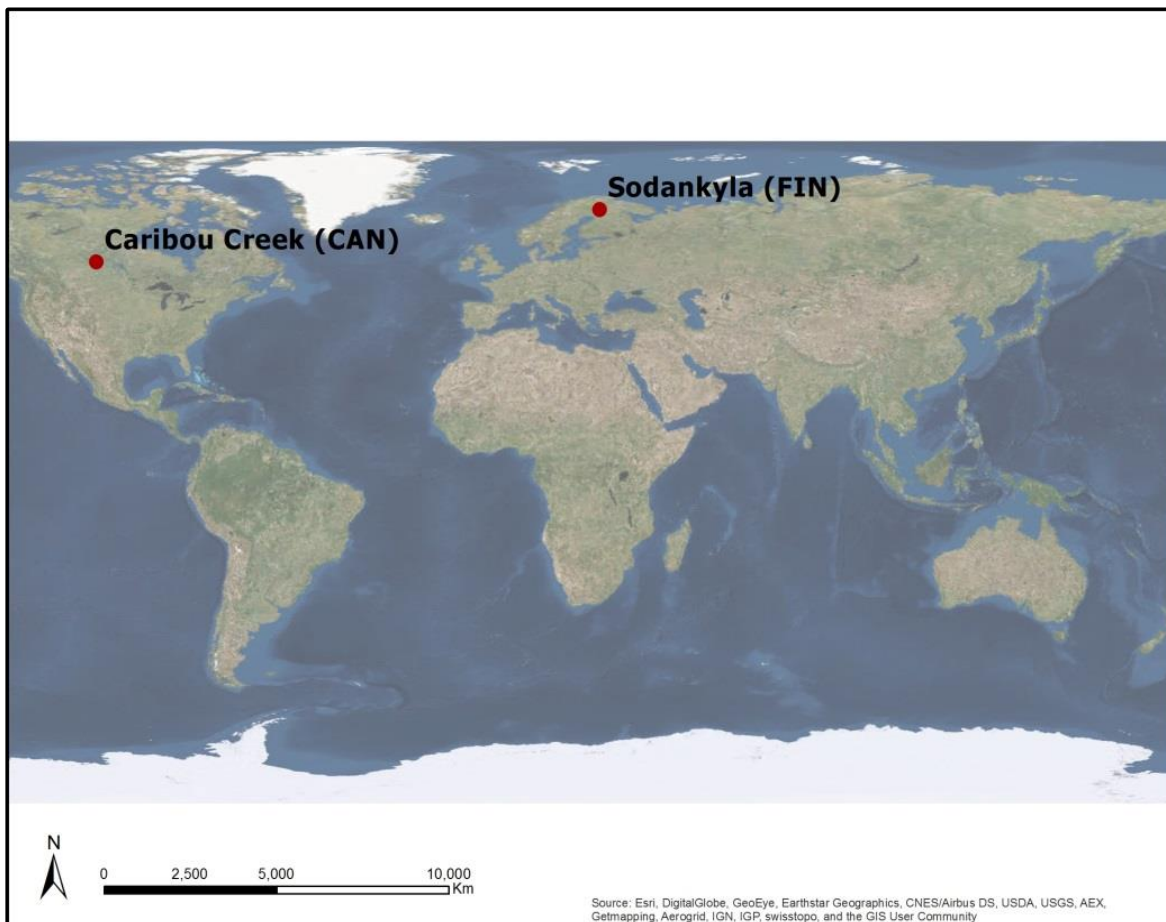 Sodankyla (FIN)
Caribou Creek (CAN)
N
0 2,500 5,000 10,000
Km
Source: Esri, DigitalGlobe, GeoEye, Earthstar Geographics, CNES/Airbus DS, USDA, USGS, AEX,
Getmapping, Aerogrid, IGN, IGP, swisstopo, and the GIS User Community